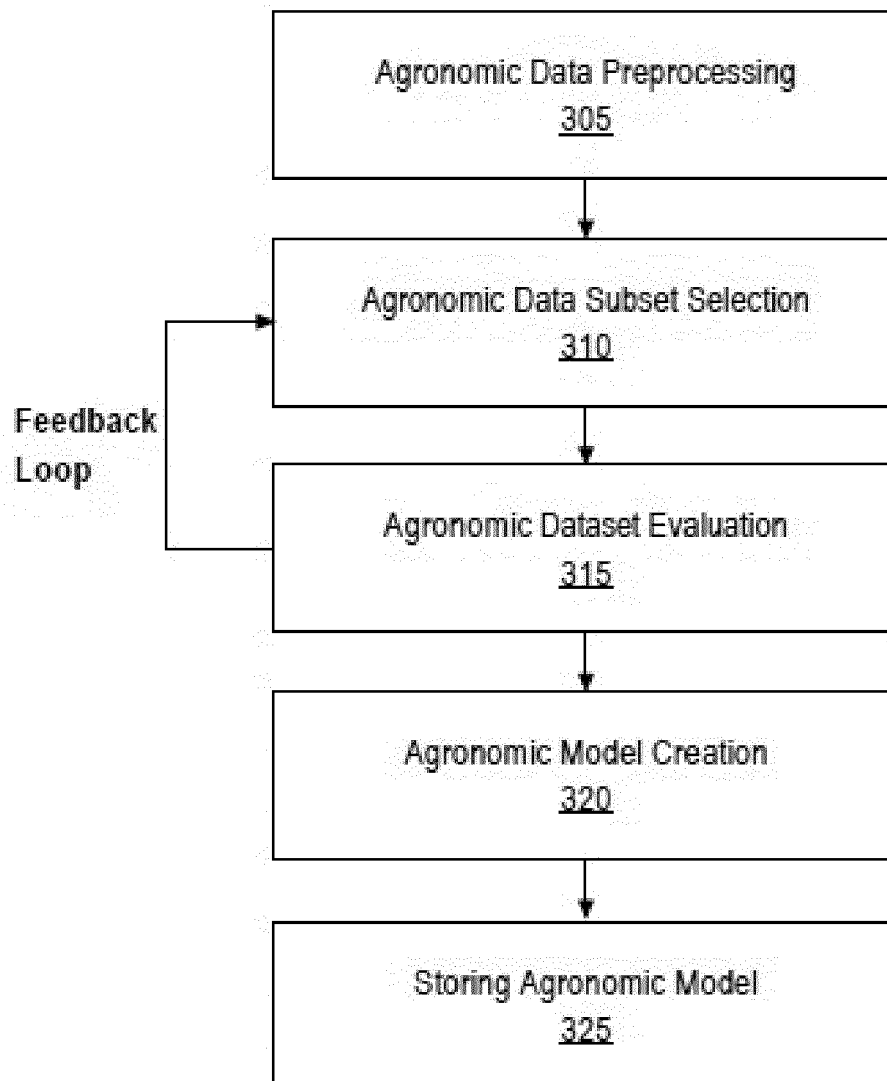 Agronomic Data Preprocessing
305
Agronomic Data Subset Selection
310
Feedback
Loop
Agronomic Dataset Evaluation
315
Agronomic Model Creation
320
Storing Agronomic Model
325